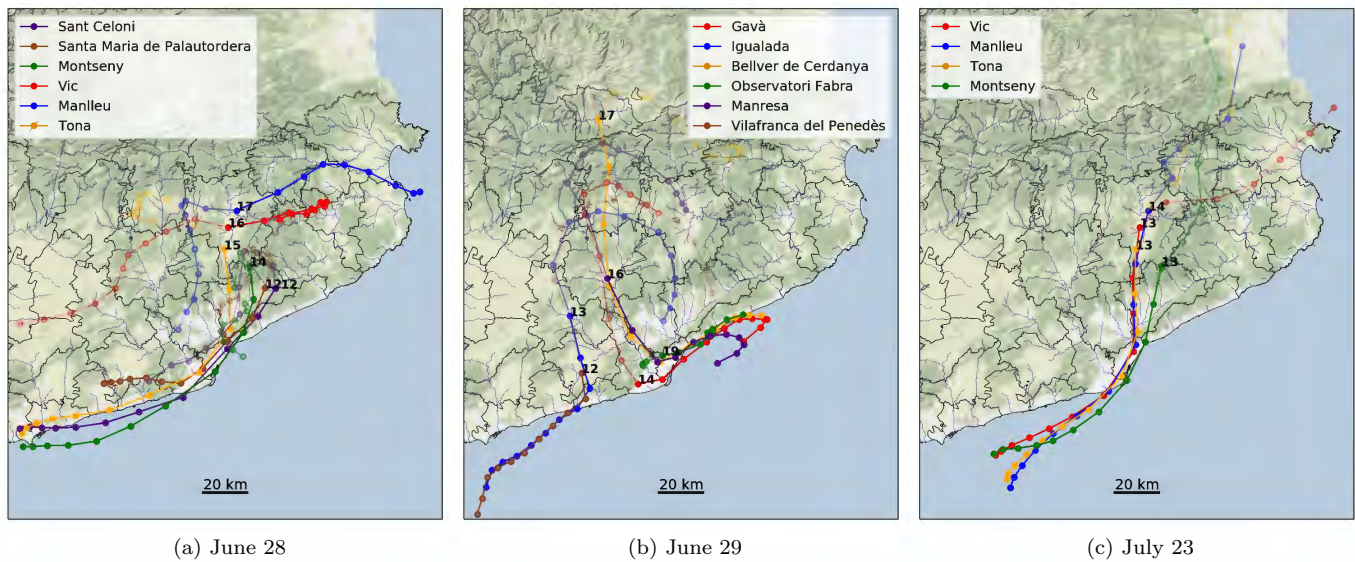 Sant Celoni
Santa Maria de Palautordera
Montseny
Vic
Manlleu
Tona
17
16
15
14
12
12
20 km
(a) June 28
Gavà
Igualada
Bellver de Cerdanya
Observatori Fabra
Manresa
Vilafranca del Penedès
17
16
13
19
12
14
20 km
(b) June 29
Vic
Manlleu
Tona
Montseny
14
13
13
13
20 km
(c) July 23